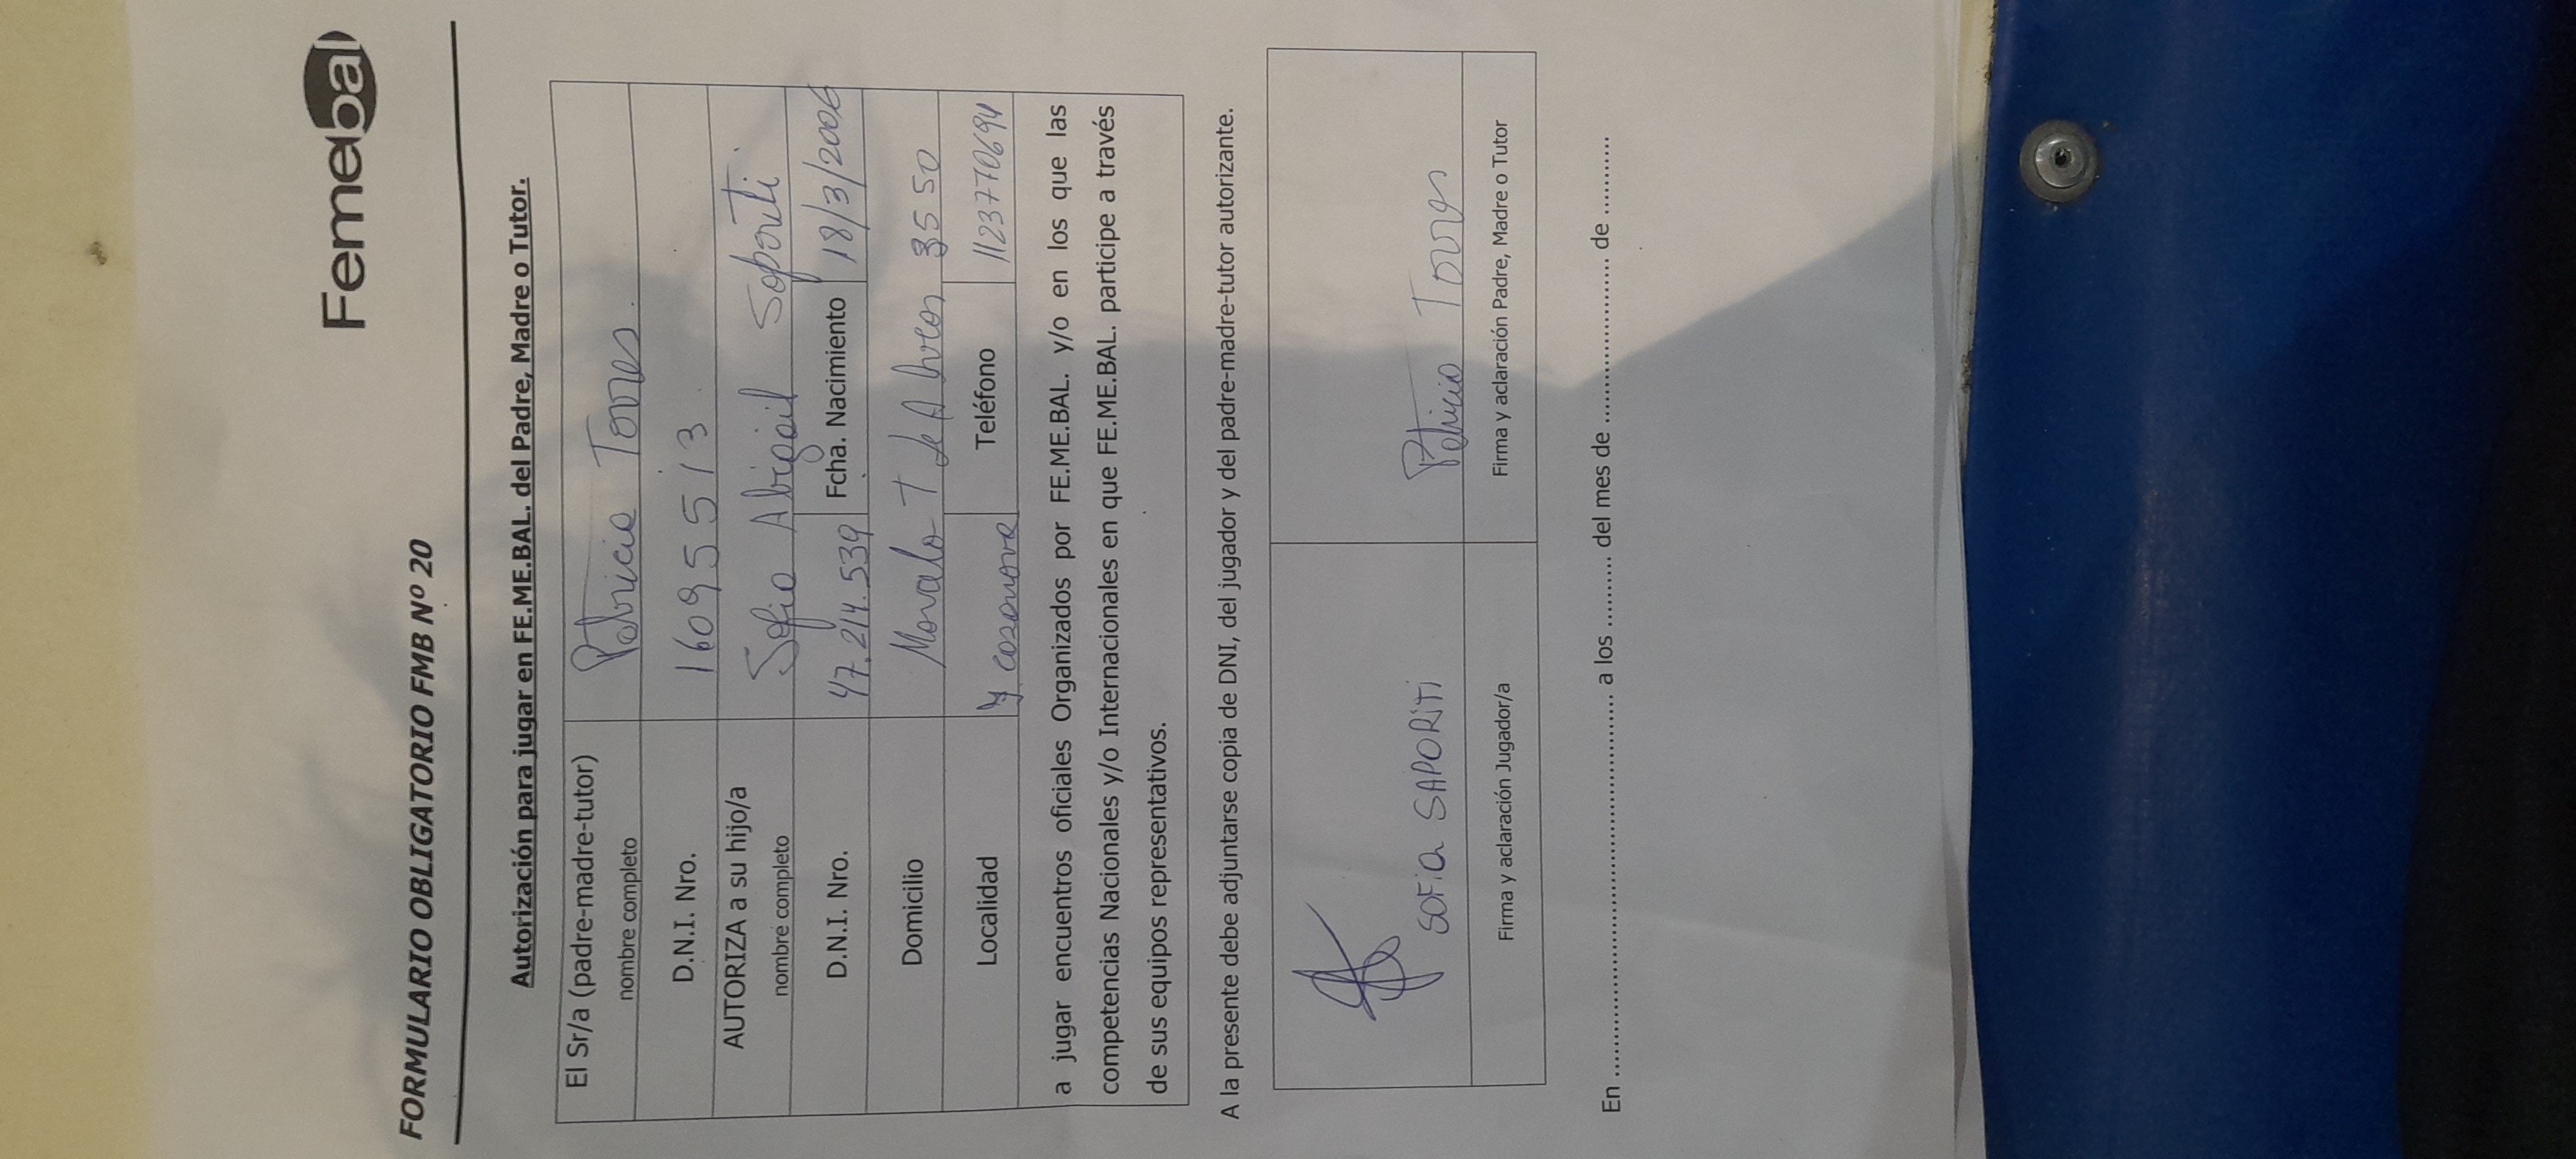 Femebal
FORMULARIO OBLIGATORIO FMB Nº 20
Autorización para jugar en FE.ME.BAL. del Padre, Madre o Tutor.
El Sr/a (padre-madre-tutor) Patricia Torres
nombre completo
D.N.I. Nro. 16095513
AUTORIZA a su hijo/a Sofia Abigail Saporiti
nombre completo
D.N.I. Nro. 47.214.539 Fcha. Nacimiento 18/3/2006
Domicilio T de Alvear 3550
Localidad casanova Teléfono 1123770694
a jugar encuentros oficiales Organizados por FE.ME.BAL. y/o en los que las
competencias Nacionales y/o Internacionales en que FE.ME.BAL. participe a través
de sus equipos representativos.
A la presente debe adjuntarse copia de DNI, del jugador y del padre-madre-tutor autorizante.
SOFIA SAPORITI Patricia Torres
Firma y aclaración Jugador/a Firma y aclaración Padre, Madre o Tutor
En .......................................... a los .......... del mes de .................... de ..........